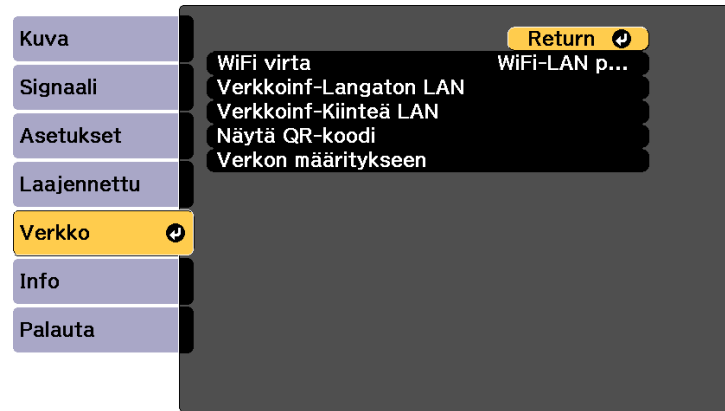 Kuva
Signaali
Asetukset
Laajennettu
Verkko
Info
Palauta
Return
WiFi virta WiFi-LAN p...
Verkkoinf-Langaton LAN
Verkkoinf-Kiinteä LAN
Näytä QR-koodi
Verkon määritykseen